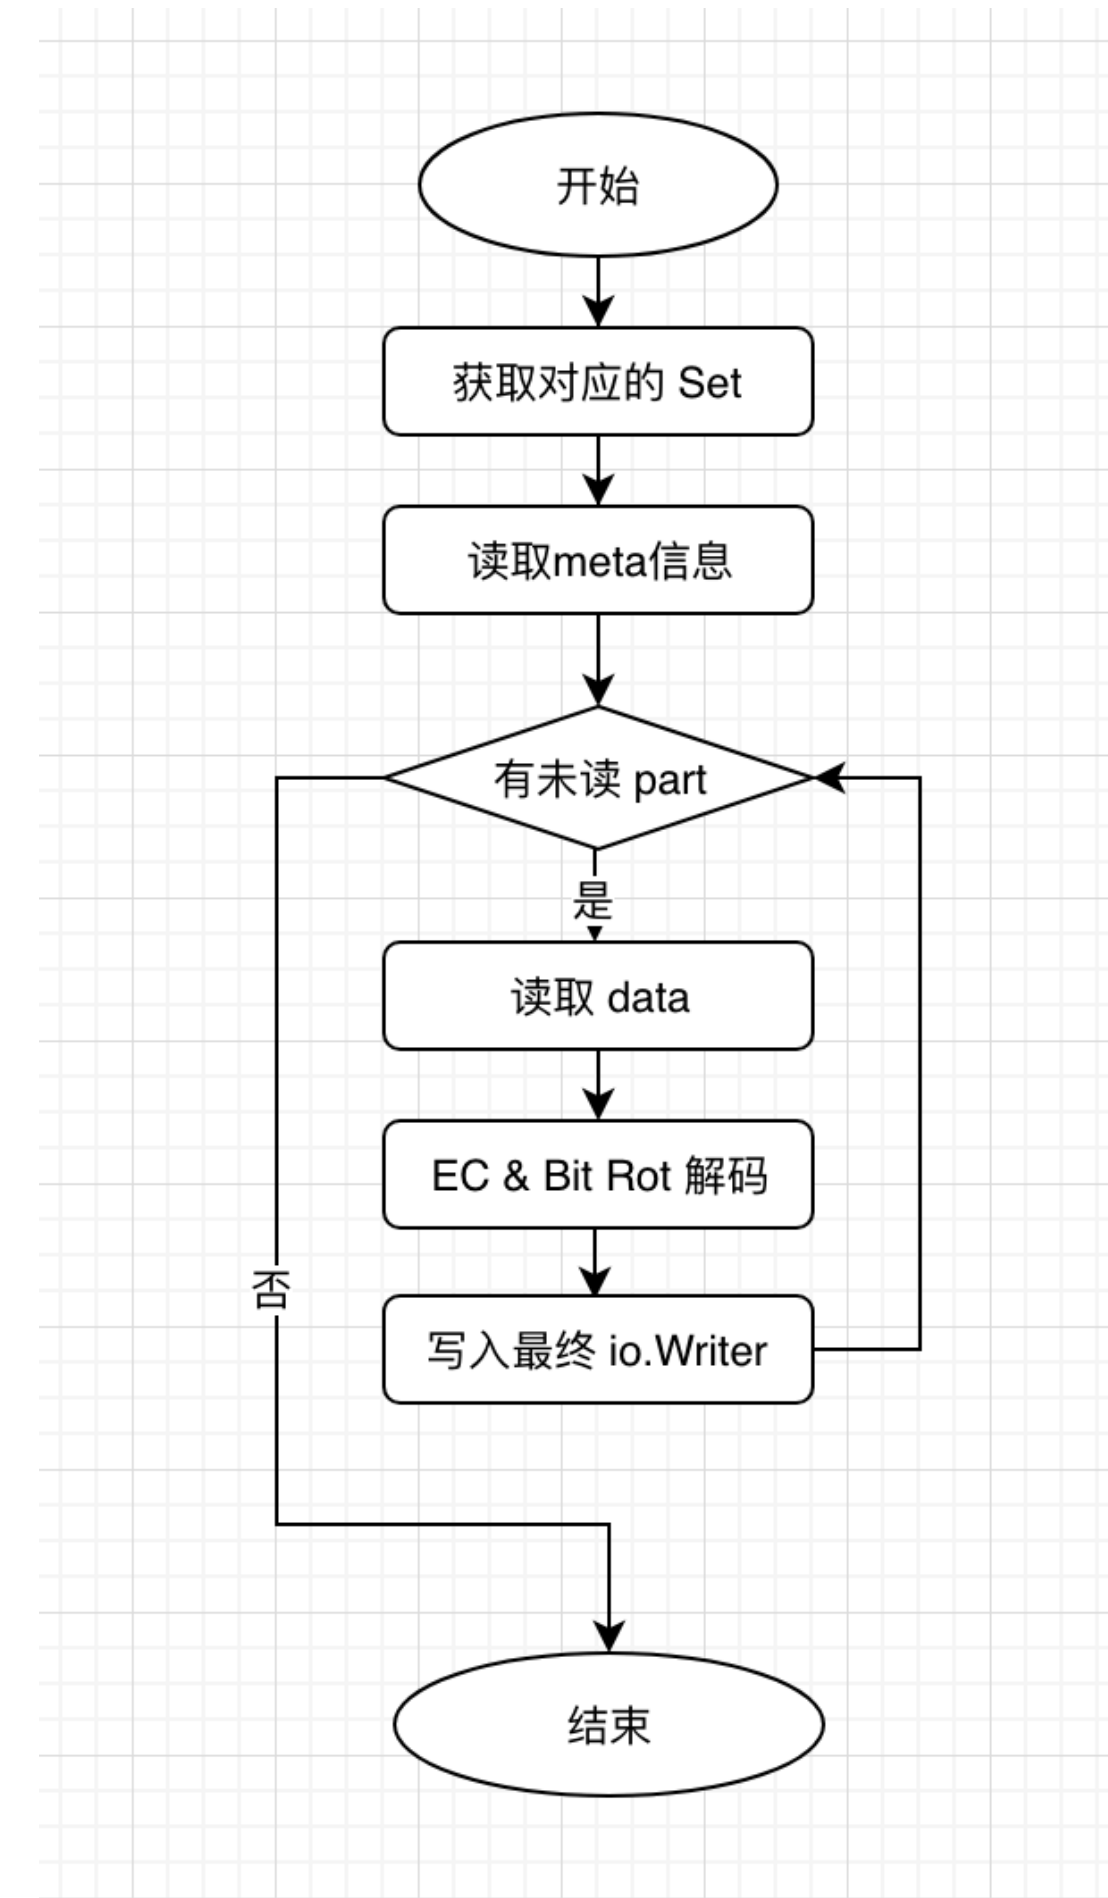 开始
获取对应的 Set
读取meta信息
有未读 part
是
读取 data
EC & Bit Rot 解码
否
写入最终 io.Writer
结束